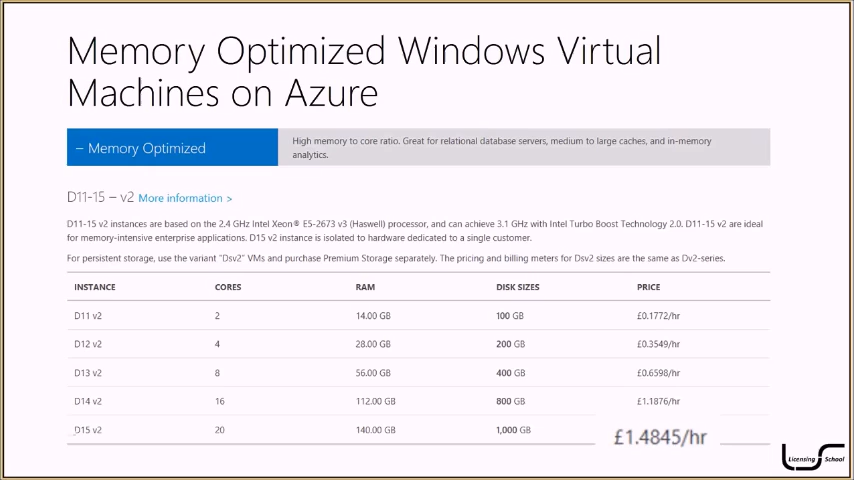 Memory Optimized Windows Virtual
Machines on Azure
– Memory Optimized
High memory to core ratio. Great for relational database servers, medium to large caches, and in-memory
analytics.
D11-15 – v2 More information >
D11-15 v2 instances are based on the 2.4 GHz Intel Xeon® E5-2673 v3 (Haswell) processor, and can achieve 3.1 GHz with Intel Turbo Boost Technology 2.0. D11-15 v2 are ideal
for memory-intensive enterprise applications. D15 v2 instance is isolated to hardware dedicated to a single customer.
For persistent storage, use the variant "Dsv2" VMs and purchase Premium Storage separately. The pricing and billing meters for Dsv2 sizes are the same as Dv2-series.
INSTANCE CORES RAM DISK SIZES PRICE
D11 v2 2 14.00 GB 100 GB £0.1772/hr
D12 v2 4 28.00 GB 200 GB £0.3549/hr
D13 v2 8 56.00 GB 400 GB £0.6598/hr
D14 v2 16 112.00 GB 800 GB £1.1876/hr
D15 v2 20 140.00 GB 1,000 GB £1.4845/hr
Licensing School